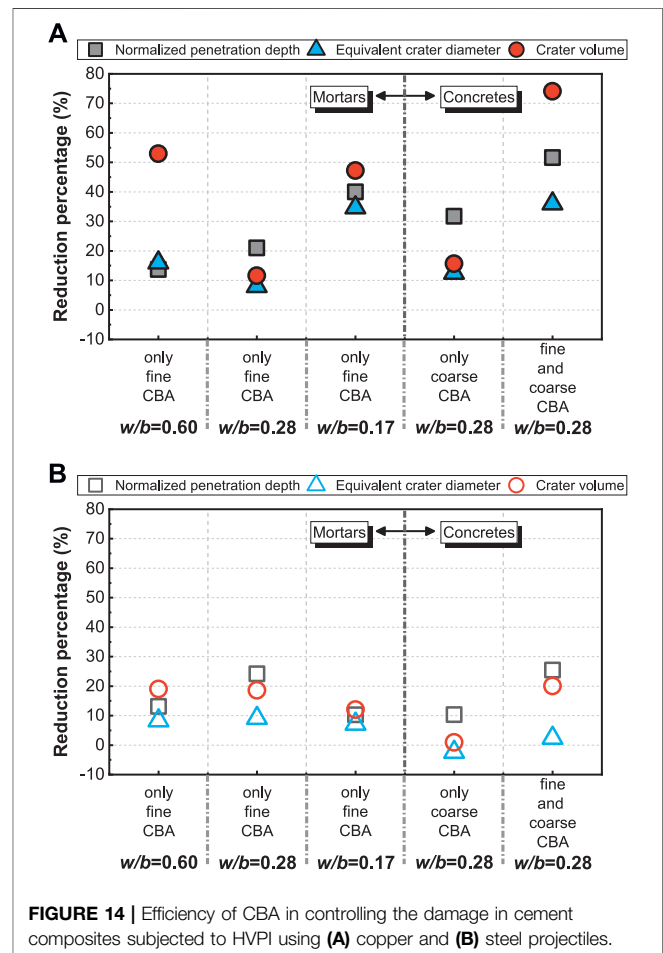 A
Normalized penetration depth Equivalent crater diameter Crater volume
80
70
60
50
40
30
20
10
0
-10
Reduction percentage (%)
Mortars
Concretes
only fine CBA
only fine CBA
only fine CBA
only coarse CBA
fine and coarse CBA
w/b=0.60
w/b=0.28
w/b=0.17
w/b=0.28
w/b=0.28
B
Normalized penetration depth Equivalent crater diameter Crater volume
80
70
60
50
40
30
20
10
0
-10
Reduction percentage (%)
Mortars
Concretes
only fine CBA
only fine CBA
only fine CBA
only coarse CBA
fine and coarse CBA
w/b=0.60
w/b=0.28
w/b=0.17
w/b=0.28
w/b=0.28
FIGURE 14 | Efficiency of CBA in controlling the damage in cement
composites subjected to HVPI using (A) copper and (B) steel projectiles.